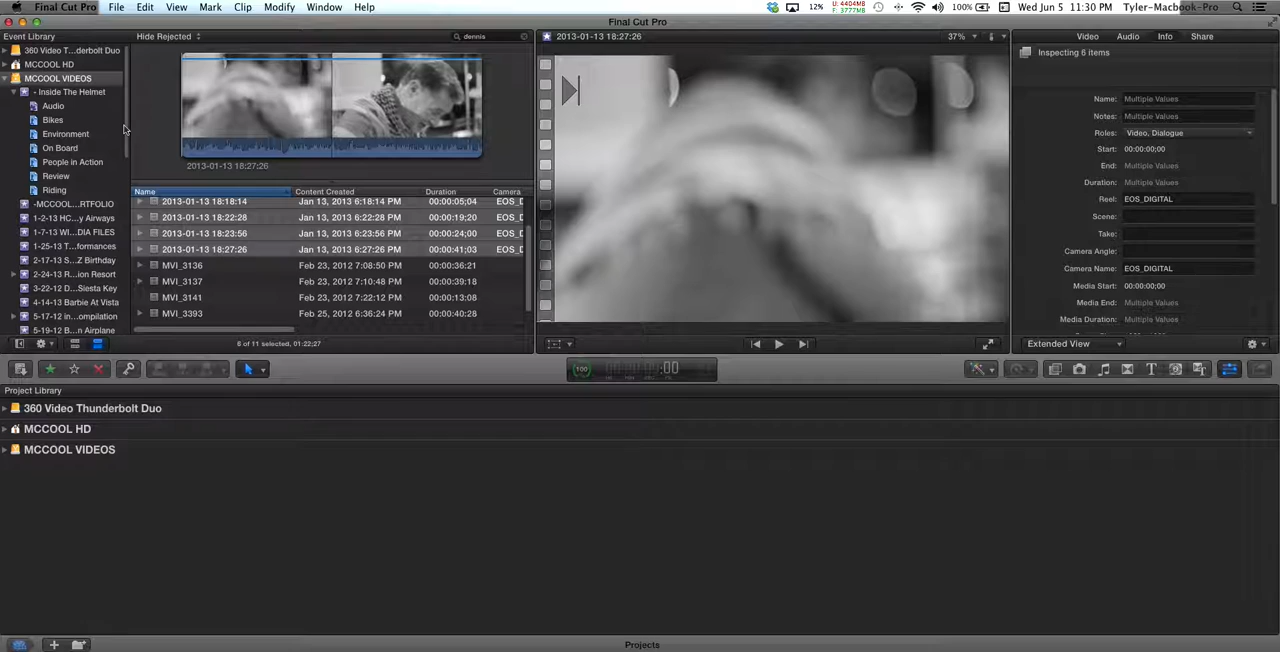 Final Cut Pro File Edit View Mark Clip Modify Window Help 12% U: 4404MB F: 3777MB 100% Wed Jun 5 11:30 PM Tyler-Macbook-Pro
Final Cut Pro
Event Library
360 Video T...derbolt Duo
MCCOOL HD
MCCOOL VIDEOS
- Inside The Helmet
Audio
Bikes
Environment
On Board
People in Action
Review
Riding
-MCCOOL...RTFOLIO
1-2-13 HC...y Airways
1-7-13 WI...DIA FILES
1-25-13 T...formances
2-17-13 S...Z Birthday
2-24-13 R...ion Resort
3-22-12 D...Siesta Key
4-14-13 Barbie At Vista
5-17-12 in...ompilation
5-19-12 B...n Airplane
Hide Rejected dennis
2013-01-13 18:27:26
Name Content Created Duration Camera
2013-01-13 18:18:14 Jan 13, 2013 6:18:14 PM 00:00:05;04 EOS_D
2013-01-13 18:22:28 Jan 13, 2013 6:22:28 PM 00:00:19;20 EOS_D
2013-01-13 18:23:56 Jan 13, 2013 6:23:56 PM 00:00:24;00 EOS_D
2013-01-13 18:27:26 Jan 13, 2013 6:27:26 PM 00:00:41;03 EOS_D
MVI_3136 Feb 23, 2012 7:08:50 PM 00:00:36;21
MVI_3137 Feb 23, 2012 7:10:48 PM 00:00:39;18
MVI_3141 Feb 23, 2012 7:22:12 PM 00:00:13;08
MVI_3393 Feb 25, 2012 6:36:24 PM 00:00:40:28
6 of 11 selected, 01:22;27
2013-01-13 18:27:26 37%
Video Audio Info Share
Inspecting 6 items
Name: Multiple Values
Notes: Multiple Values
Roles: Video, Dialogue
Start: 00:00:00;00
End: Multiple Values
Duration: Multiple Values
Reel: EOS_DIGITAL
Scene:
Take:
Camera Angle:
Camera Name: EOS_DIGITAL
Media Start: 00:00:00;00
Media End: Multiple Values
Media Duration: Multiple Values
Extended View
100 :00
T
Project Library
360 Video Thunderbolt Duo
MCCOOL HD
MCCOOL VIDEOS
Projects